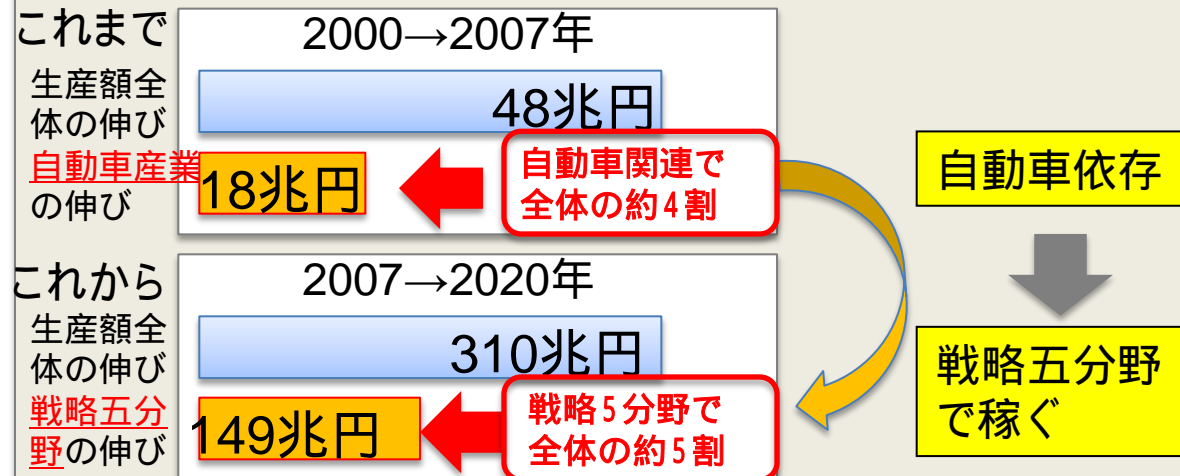 これまで
2000→2007年
生産額全
体の伸び
48兆円
自動車産業
の伸び
18兆円
自動車関連で
全体の約4割
これから
2007→2020年
生産額全
体の伸び
310兆円
戦略五分
野の伸び
149兆円
戦略5分野で
全体の約5割
自動車依存
戦略五分野
で稼ぐ